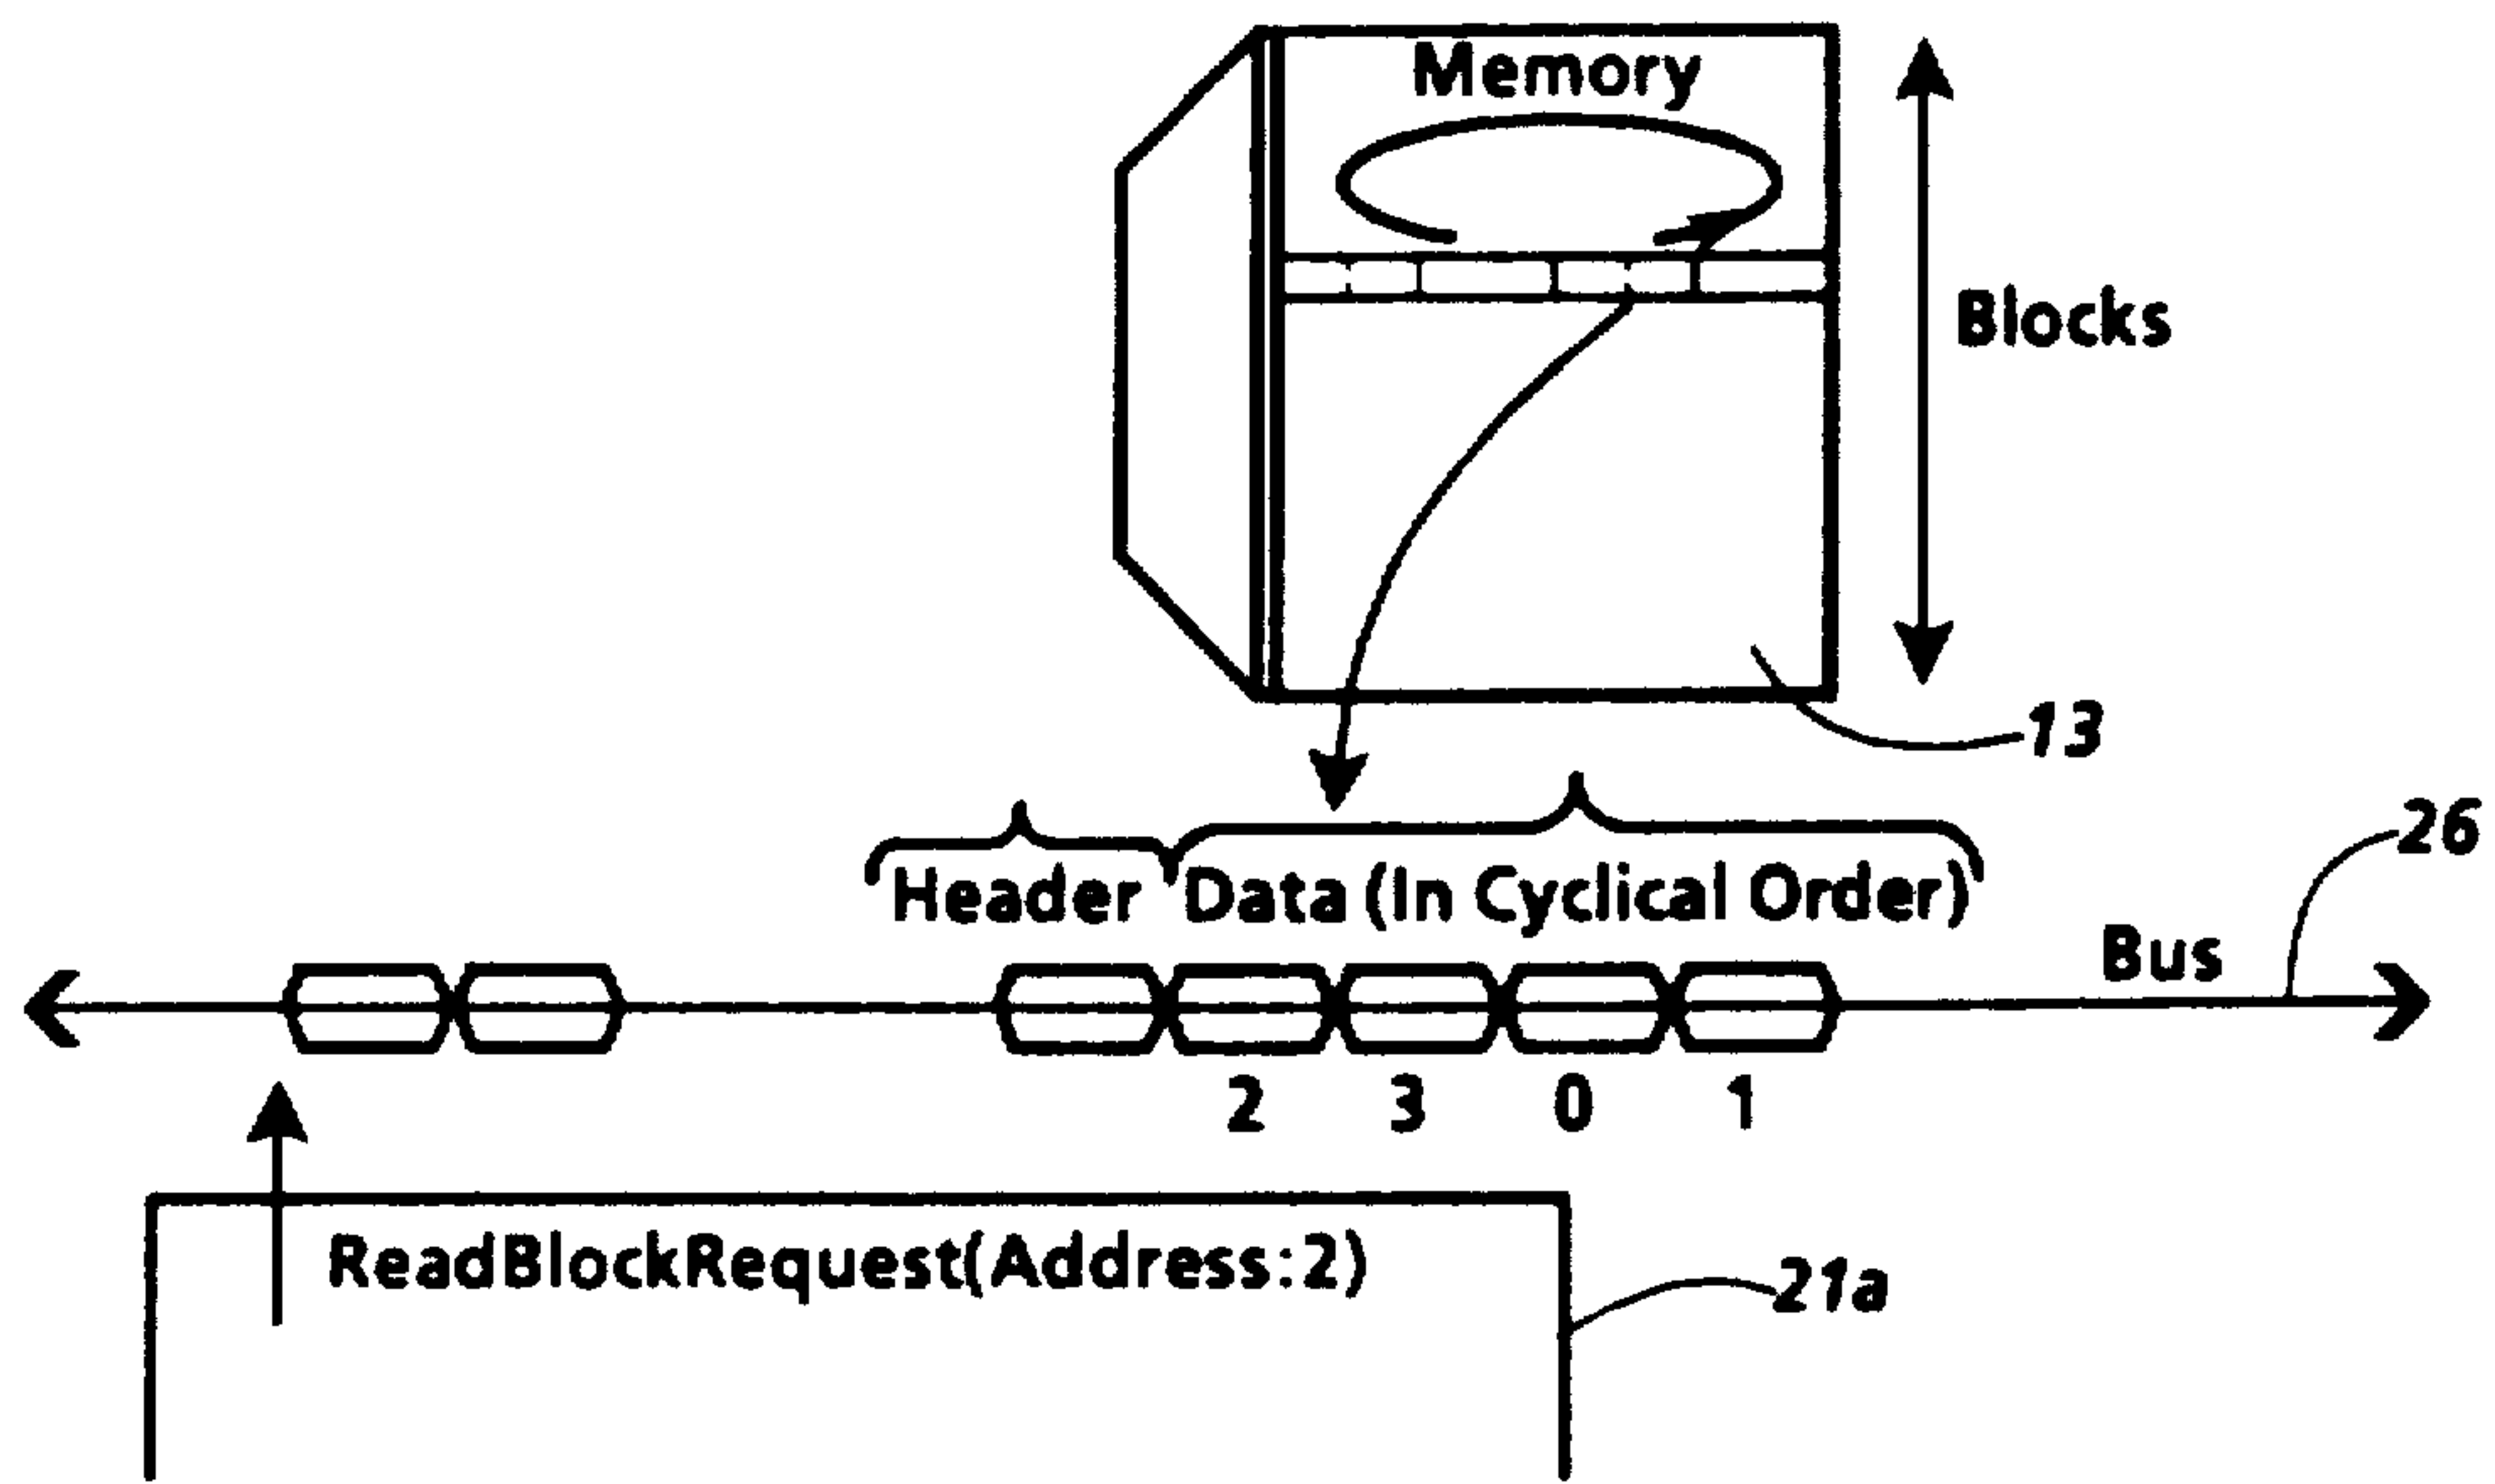 Memory
Blocks
13
26
Header Data (In Cyclical Order)
Bus
2 3 0 1
ReadBlockRequest(Address:2)
21a